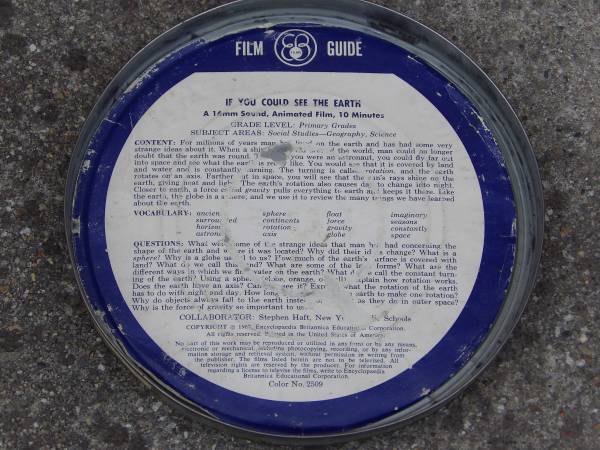 FILM GUIDE
IF YOU COULD SEE THE EARTH
A 16mm Sound, Animated Film, 10 Minutes
GRADE LEVEL: Primary Grades
SUBJECT AREAS: Social Studies—Geography, Science
CONTENT: For millions of years man has lived on the earth and has had some very
strange ideas about it. When a ship the world, man could no longer
doubt that the earth was round. you were an astronaut, you could fly far out
into space and see what the earth is really like. You would see that it is covered by land
and water and is constantly turning. The turning is called rotation, and the earth
rotates on its axis. Farther out in space, you will see that the sun's rays shine on the
earth, giving heat and light. The earth's rotation also causes day to change into night.
Closer to earth, a force called gravity pulls everything to earth and keeps it there. Like
the earth, the globe is a sphere, and we use it to review the many things we have learned
about the earth.
VOCABULARY: ancient sphere float imaginary
surrounded continents force seasons
horizon rotation gravity constantly
astronaut axis globe space
QUESTIONS: What were some of the strange ideas that man has had concerning the
shape of the earth and where it was located? Why did their ideas change? What is a
sphere? Why is a globe used to? How much of the earth's surface is covered with
land? What do we call this land? What are some of the land forms? What are the
different ways in which we find water on the earth? What do we call the constant turn-
ing of the earth? Using a sphere, globe, orange, or explain how rotation works.
Does the earth have an axis? Can you see it? Explain what the rotation of the earth
has to do with night and day. How long earth to make one rotation?
Why do objects always fall to the earth instead as they do in outer space?
Why is the force of gravity so important to us
COLLABORATOR: Stephen Haft, New York Schools
COPYRIGHT © Encyclopaedia Britannica Educational Corporation.
All rights reserved. Printed in the United States of America.
No part of this work may be reproduced or utilized in any form or by any means,
electronic or mechanical, including photocopying, recording, or by any infor-
mation storage and retrieval system, without permission in writing from
the publisher. The films listed herein are not to be televised. All
television rights are reserved by the producer. For information
regarding a license to televise the films, write to Encyclopaedia
Britannica Educational Corporation.
Color No. 2509